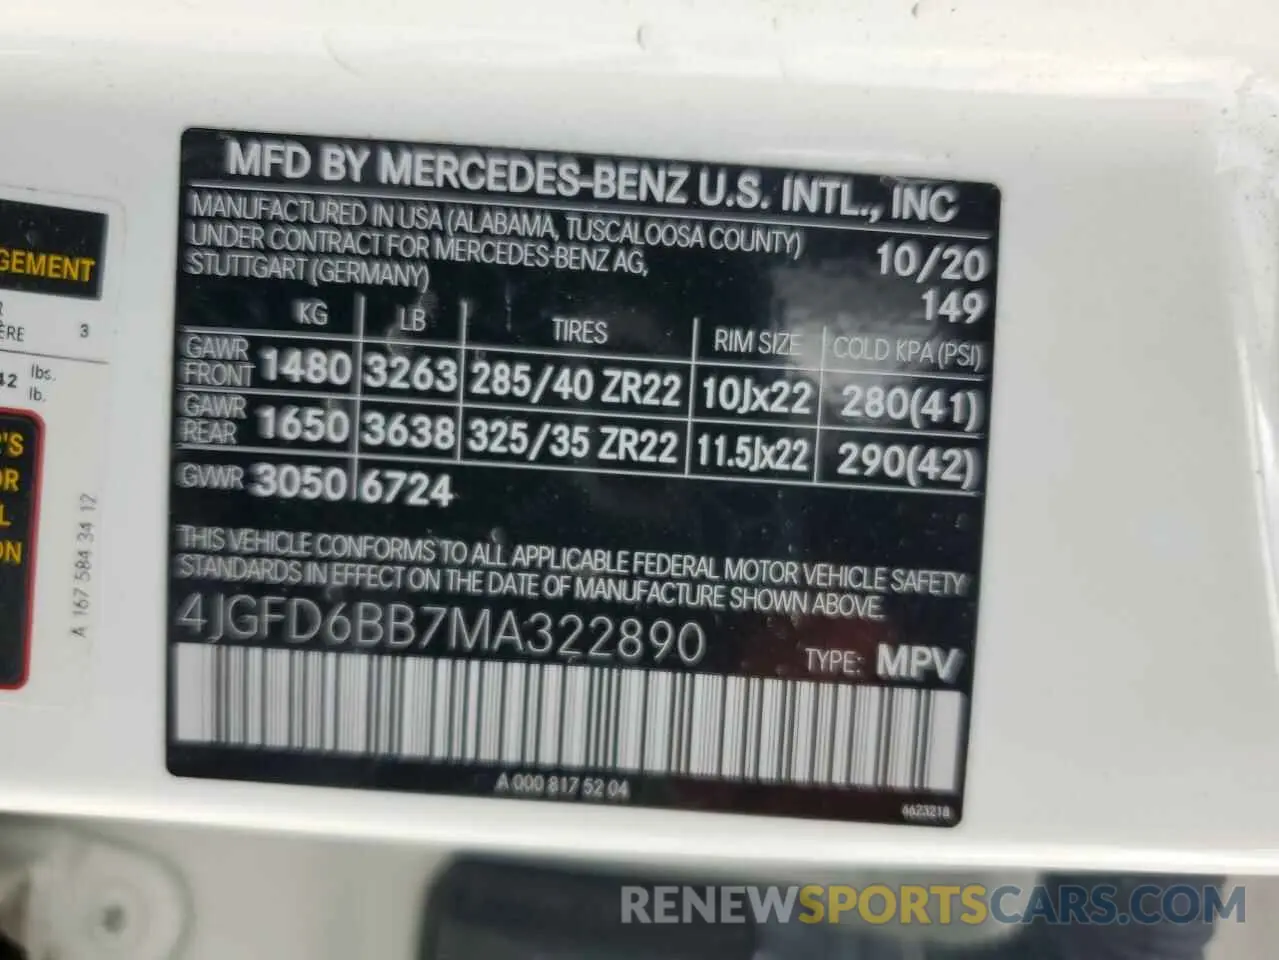 MFD BY MERCEDES-BENZ U.S. INTL., INC
MANUFACTURED IN USA (ALABAMA, TUSCALOOSA COUNTY)
UNDER CONTRACT FOR MERCEDES-BENZ AG,
STUTTGART (GERMANY)
10/20
149
KG LB TIRES RIM SIZE COLD KPA (PSI)
GAWR FRONT 1480 3263 285/40 ZR22 10Jx22 280(41)
GAWR REAR 1650 3638 325/35 ZR22 11.5Jx22 290(42)
GVWR 3050 6724
THIS VEHICLE CONFORMS TO ALL APPLICABLE FEDERAL MOTOR VEHICLE SAFETY
STANDARDS IN EFFECT ON THE DATE OF MANUFACTURE SHOWN ABOVE.
4JGFD6BB7MA322890
TYPE: MPV
A 000 817 52 04
6623218
GEMENT
3
lbs.
lb.
A 167 584 34 12
RENEWSPORTSCARS.COM